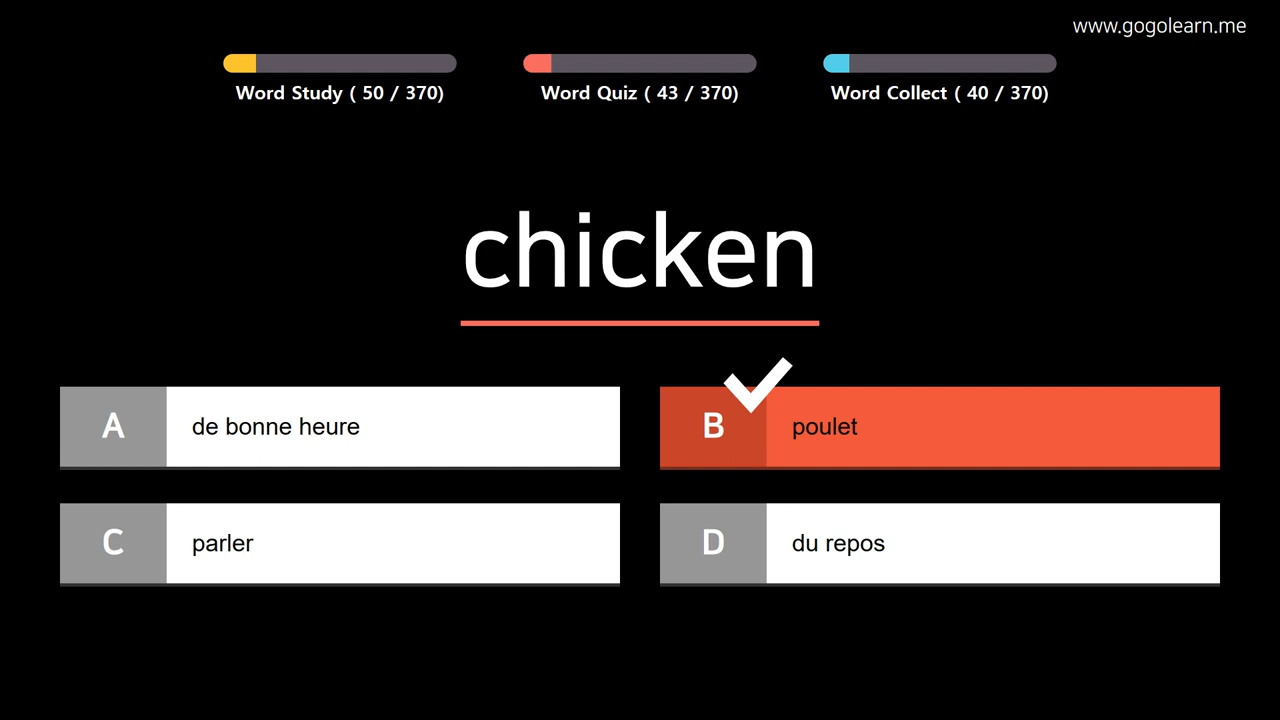 www.gogolearn.me
Word Study ( 50 / 370)
Word Quiz ( 43 / 370)
Word Collect ( 40 / 370)
chicken
A de bonne heure
B poulet
C parler
D du repos